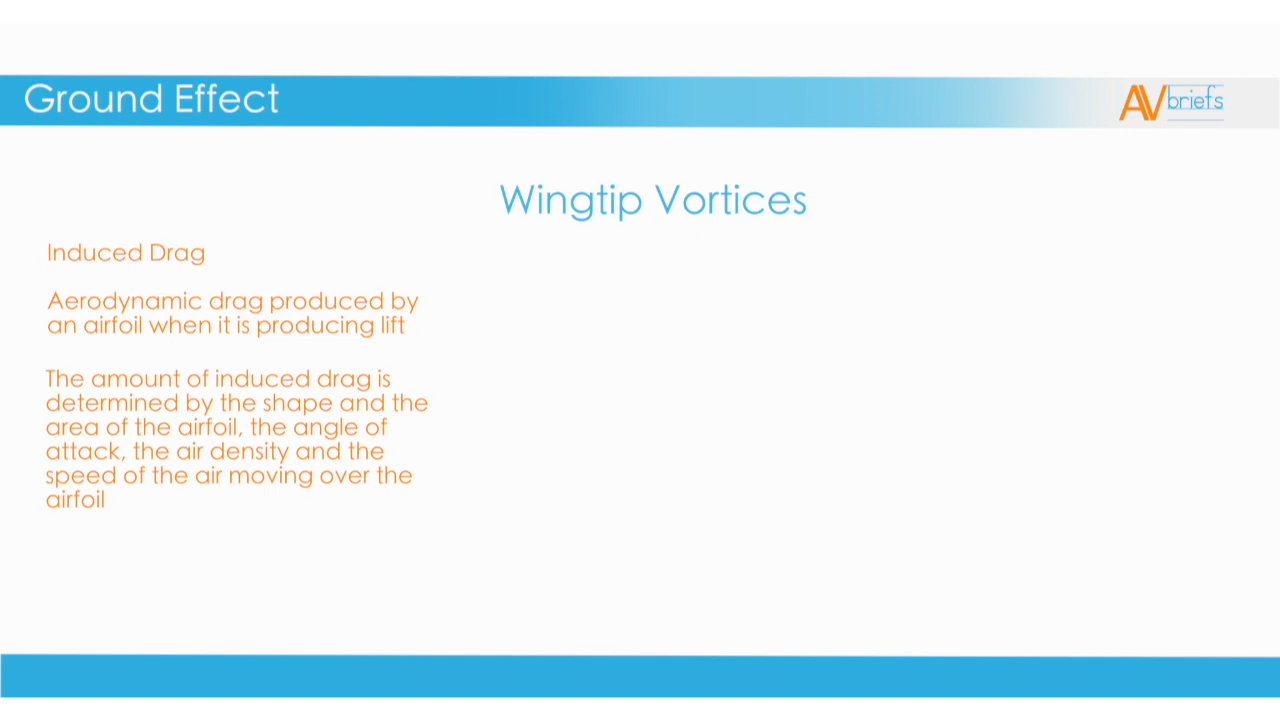 Ground Effect
AVbriefs
Wingtip Vortices
Induced Drag
Aerodynamic drag produced by
an airfoil when it is producing lift
The amount of induced drag is
determined by the shape and the
area of the airfoil, the angle of
attack, the air density and the
speed of the air moving over the
airfoil